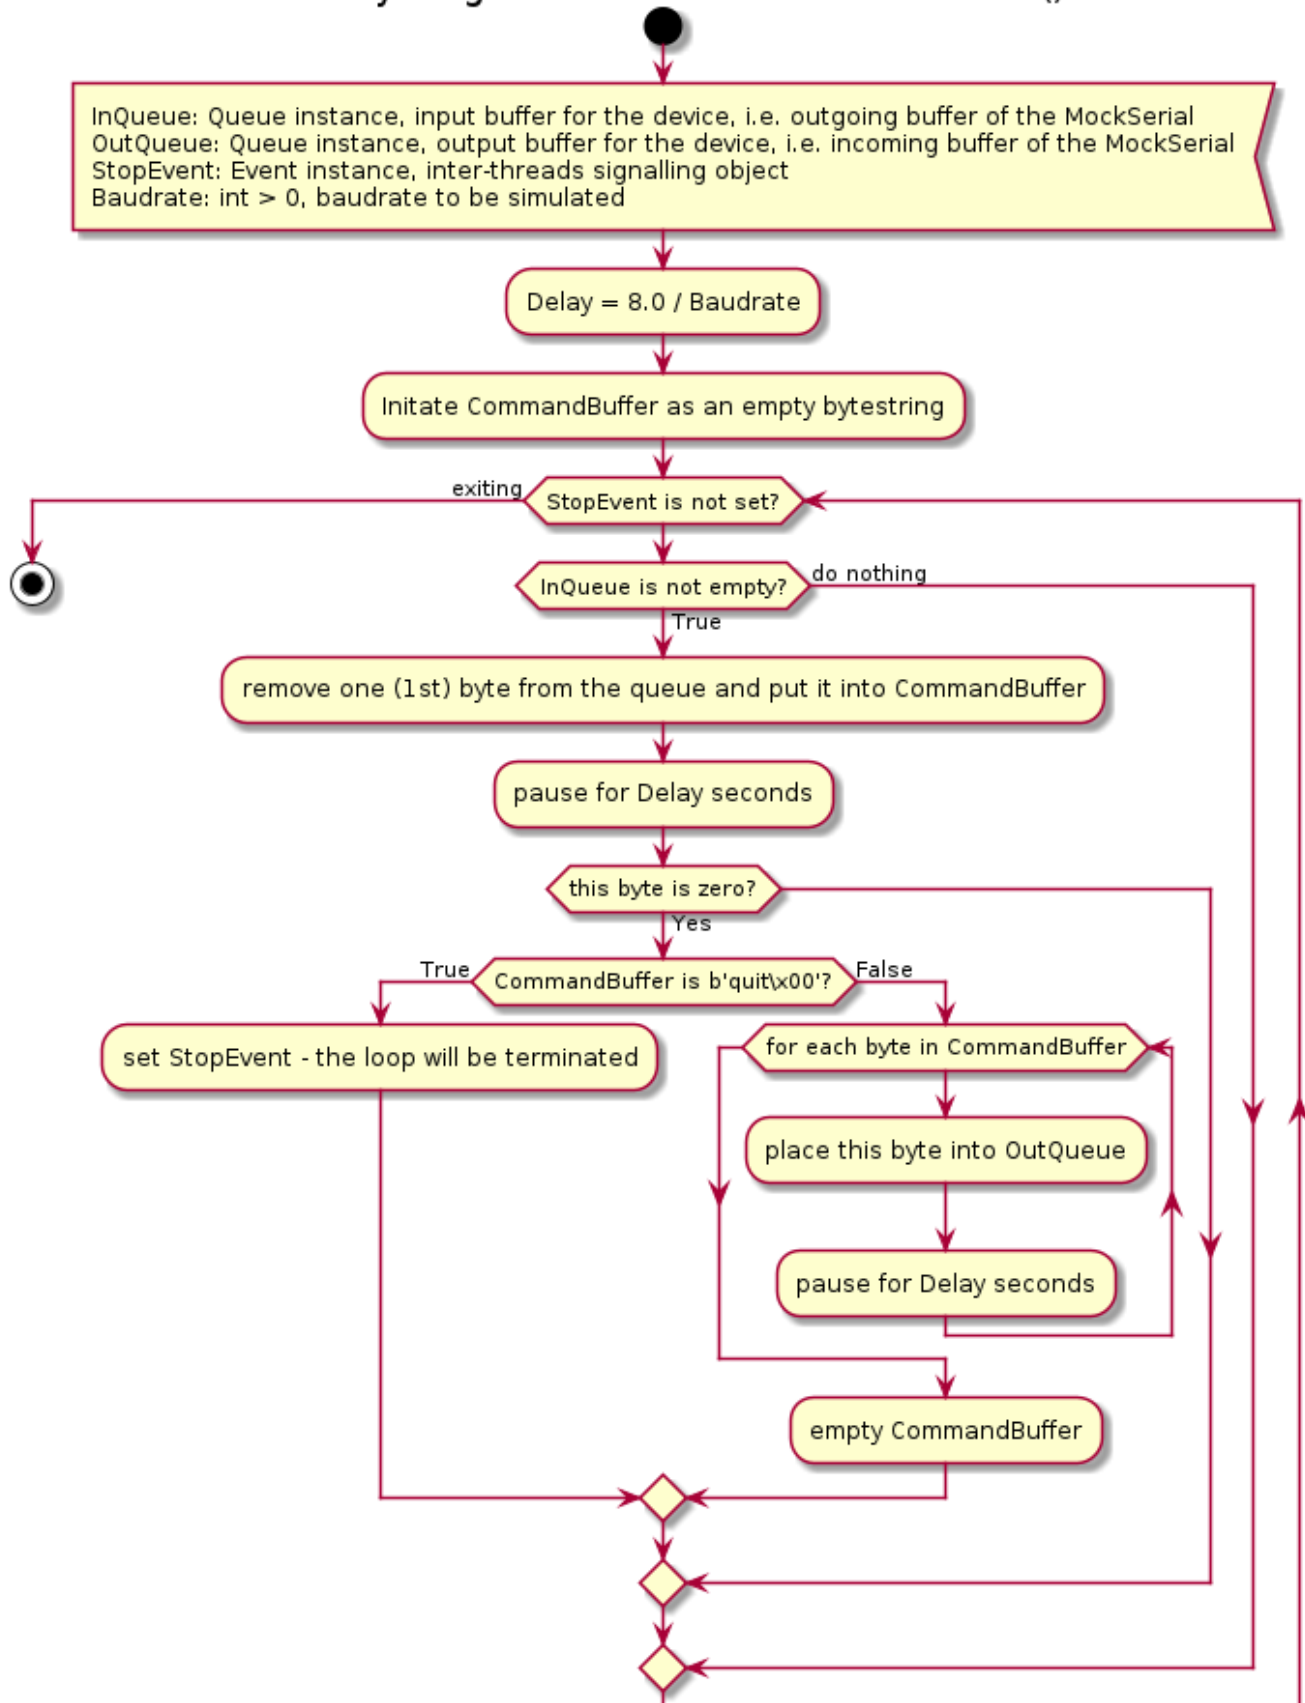 InQueue: Queue instance, input buffer for the device, i.e. outgoing buffer of the MockSerial
OutQueue: Queue instance, output buffer for the device, i.e. incoming buffer of the MockSerial
StopEvent: Event instance, inter-threads signalling object
Baudrate: int > 0, baudrate to be simulated
Delay = 8.0 / Baudrate
Initate CommandBuffer as an empty bytestring
exiting
StopEvent is not set?
InQueue is not empty?
do nothing
True
remove one (1st) byte from the queue and put it into CommandBuffer
pause for Delay seconds
this byte is zero?
Yes
True
CommandBuffer is b'quit\x00'?
False
set StopEvent - the loop will be terminated
for each byte in CommandBuffer
place this byte into OutQueue
pause for Delay seconds
empty CommandBuffer